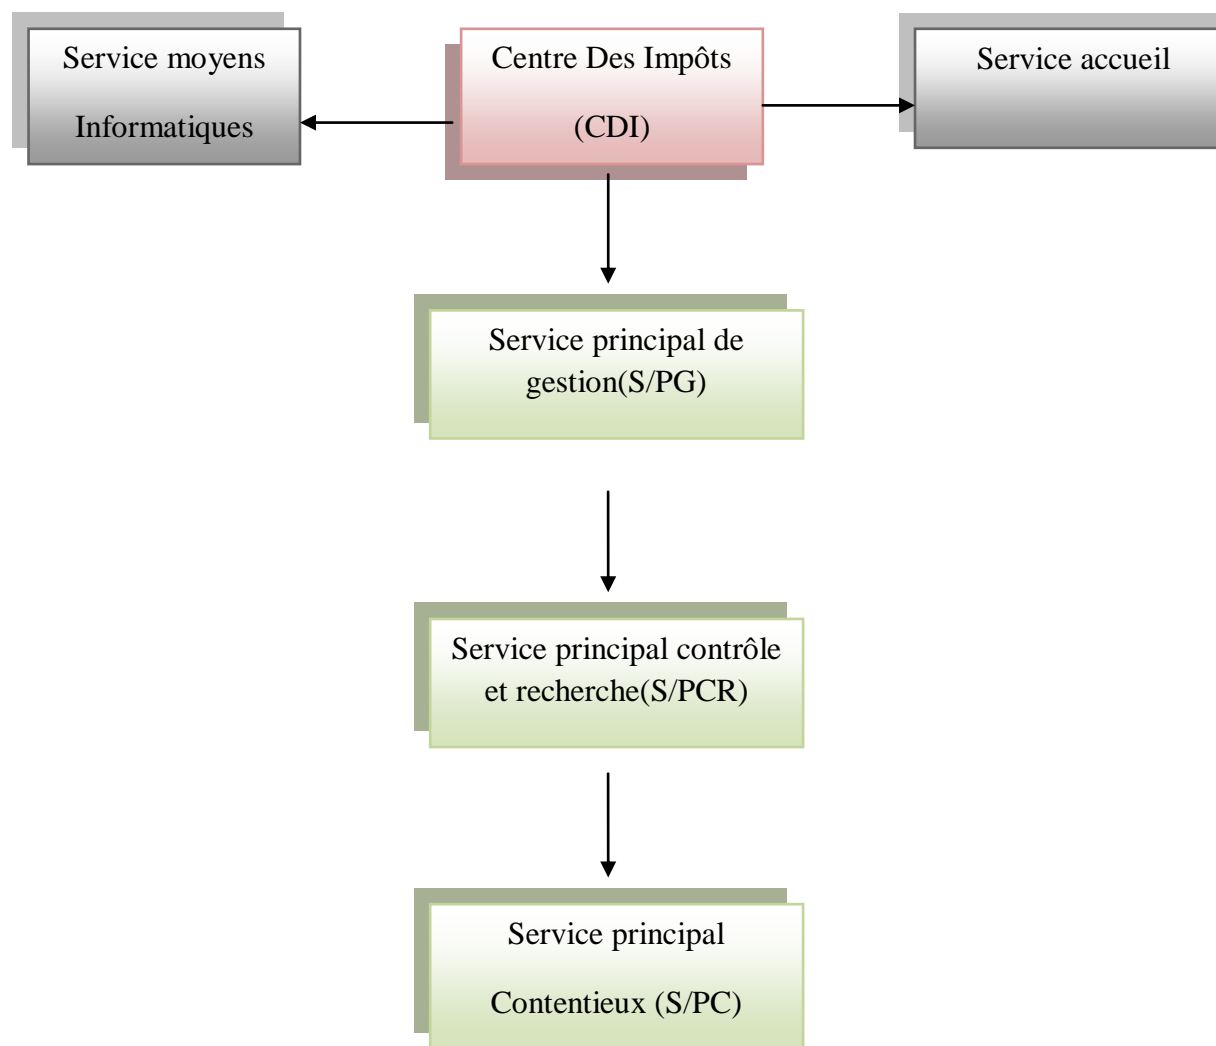 Service moyens
Informatiques
Centre Des Impôts
(CDI)
Service accueil
Service principal de
gestion(S/PG)
Service principal contrôle
et recherche(S/PCR)
Service principal
Contentieux (S/PC)